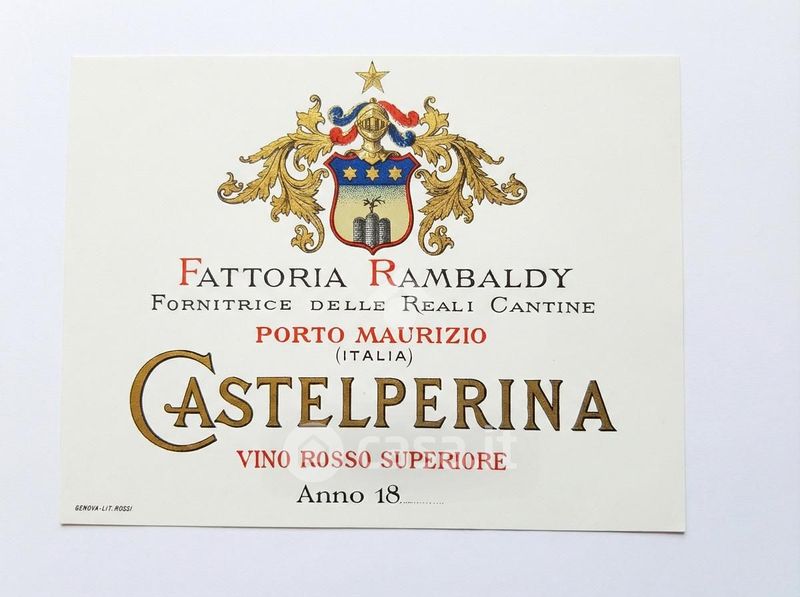 Fattoria Rambaldy
Fornitrice delle Reali Cantine
PORTO MAURIZIO
(ITALIA)
CASTELPERINA
casa.it
VINO ROSSO SUPERIORE
Anno 18..............
GENOVA-LIT. ROSSI